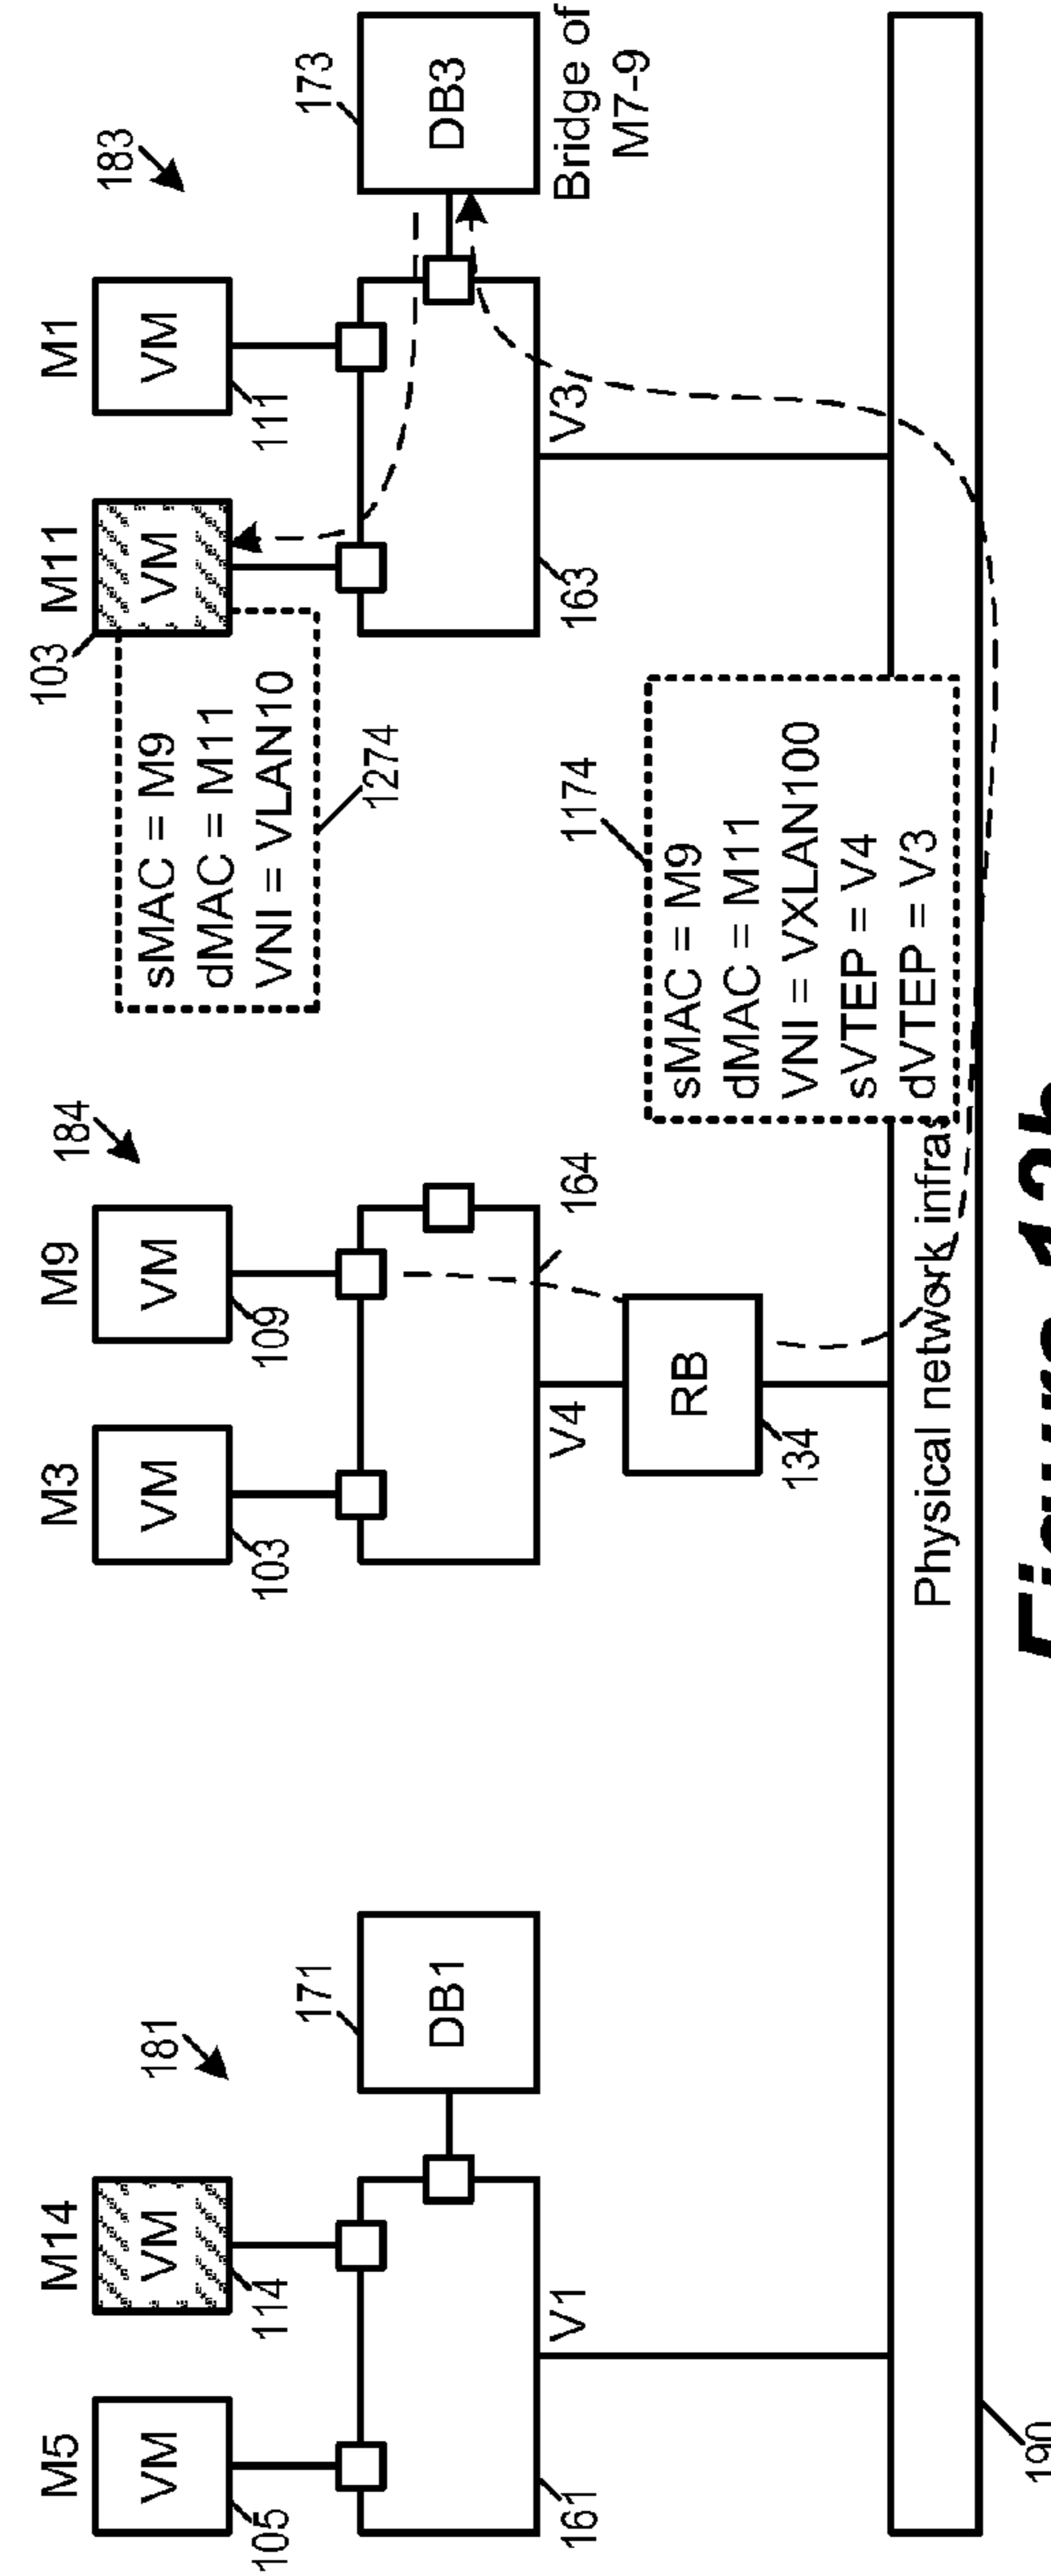 M5
VM
105
M14
VM
114
181
161
V1
DB1
171
M3
VM
103
M9
VM
109
184
164
V4
RB
134
103
M11
VM
M1
VM
111
183
sMAC = M9
dMAC = M11
VNI = VLAN10
1274
163
V3
DB3
173
Bridge of
M7-9
1174
sMAC = M9
dMAC = M11
VNI = VXLAN100
sVTEP = V4
dVTEP = V3
Physical network infras
190